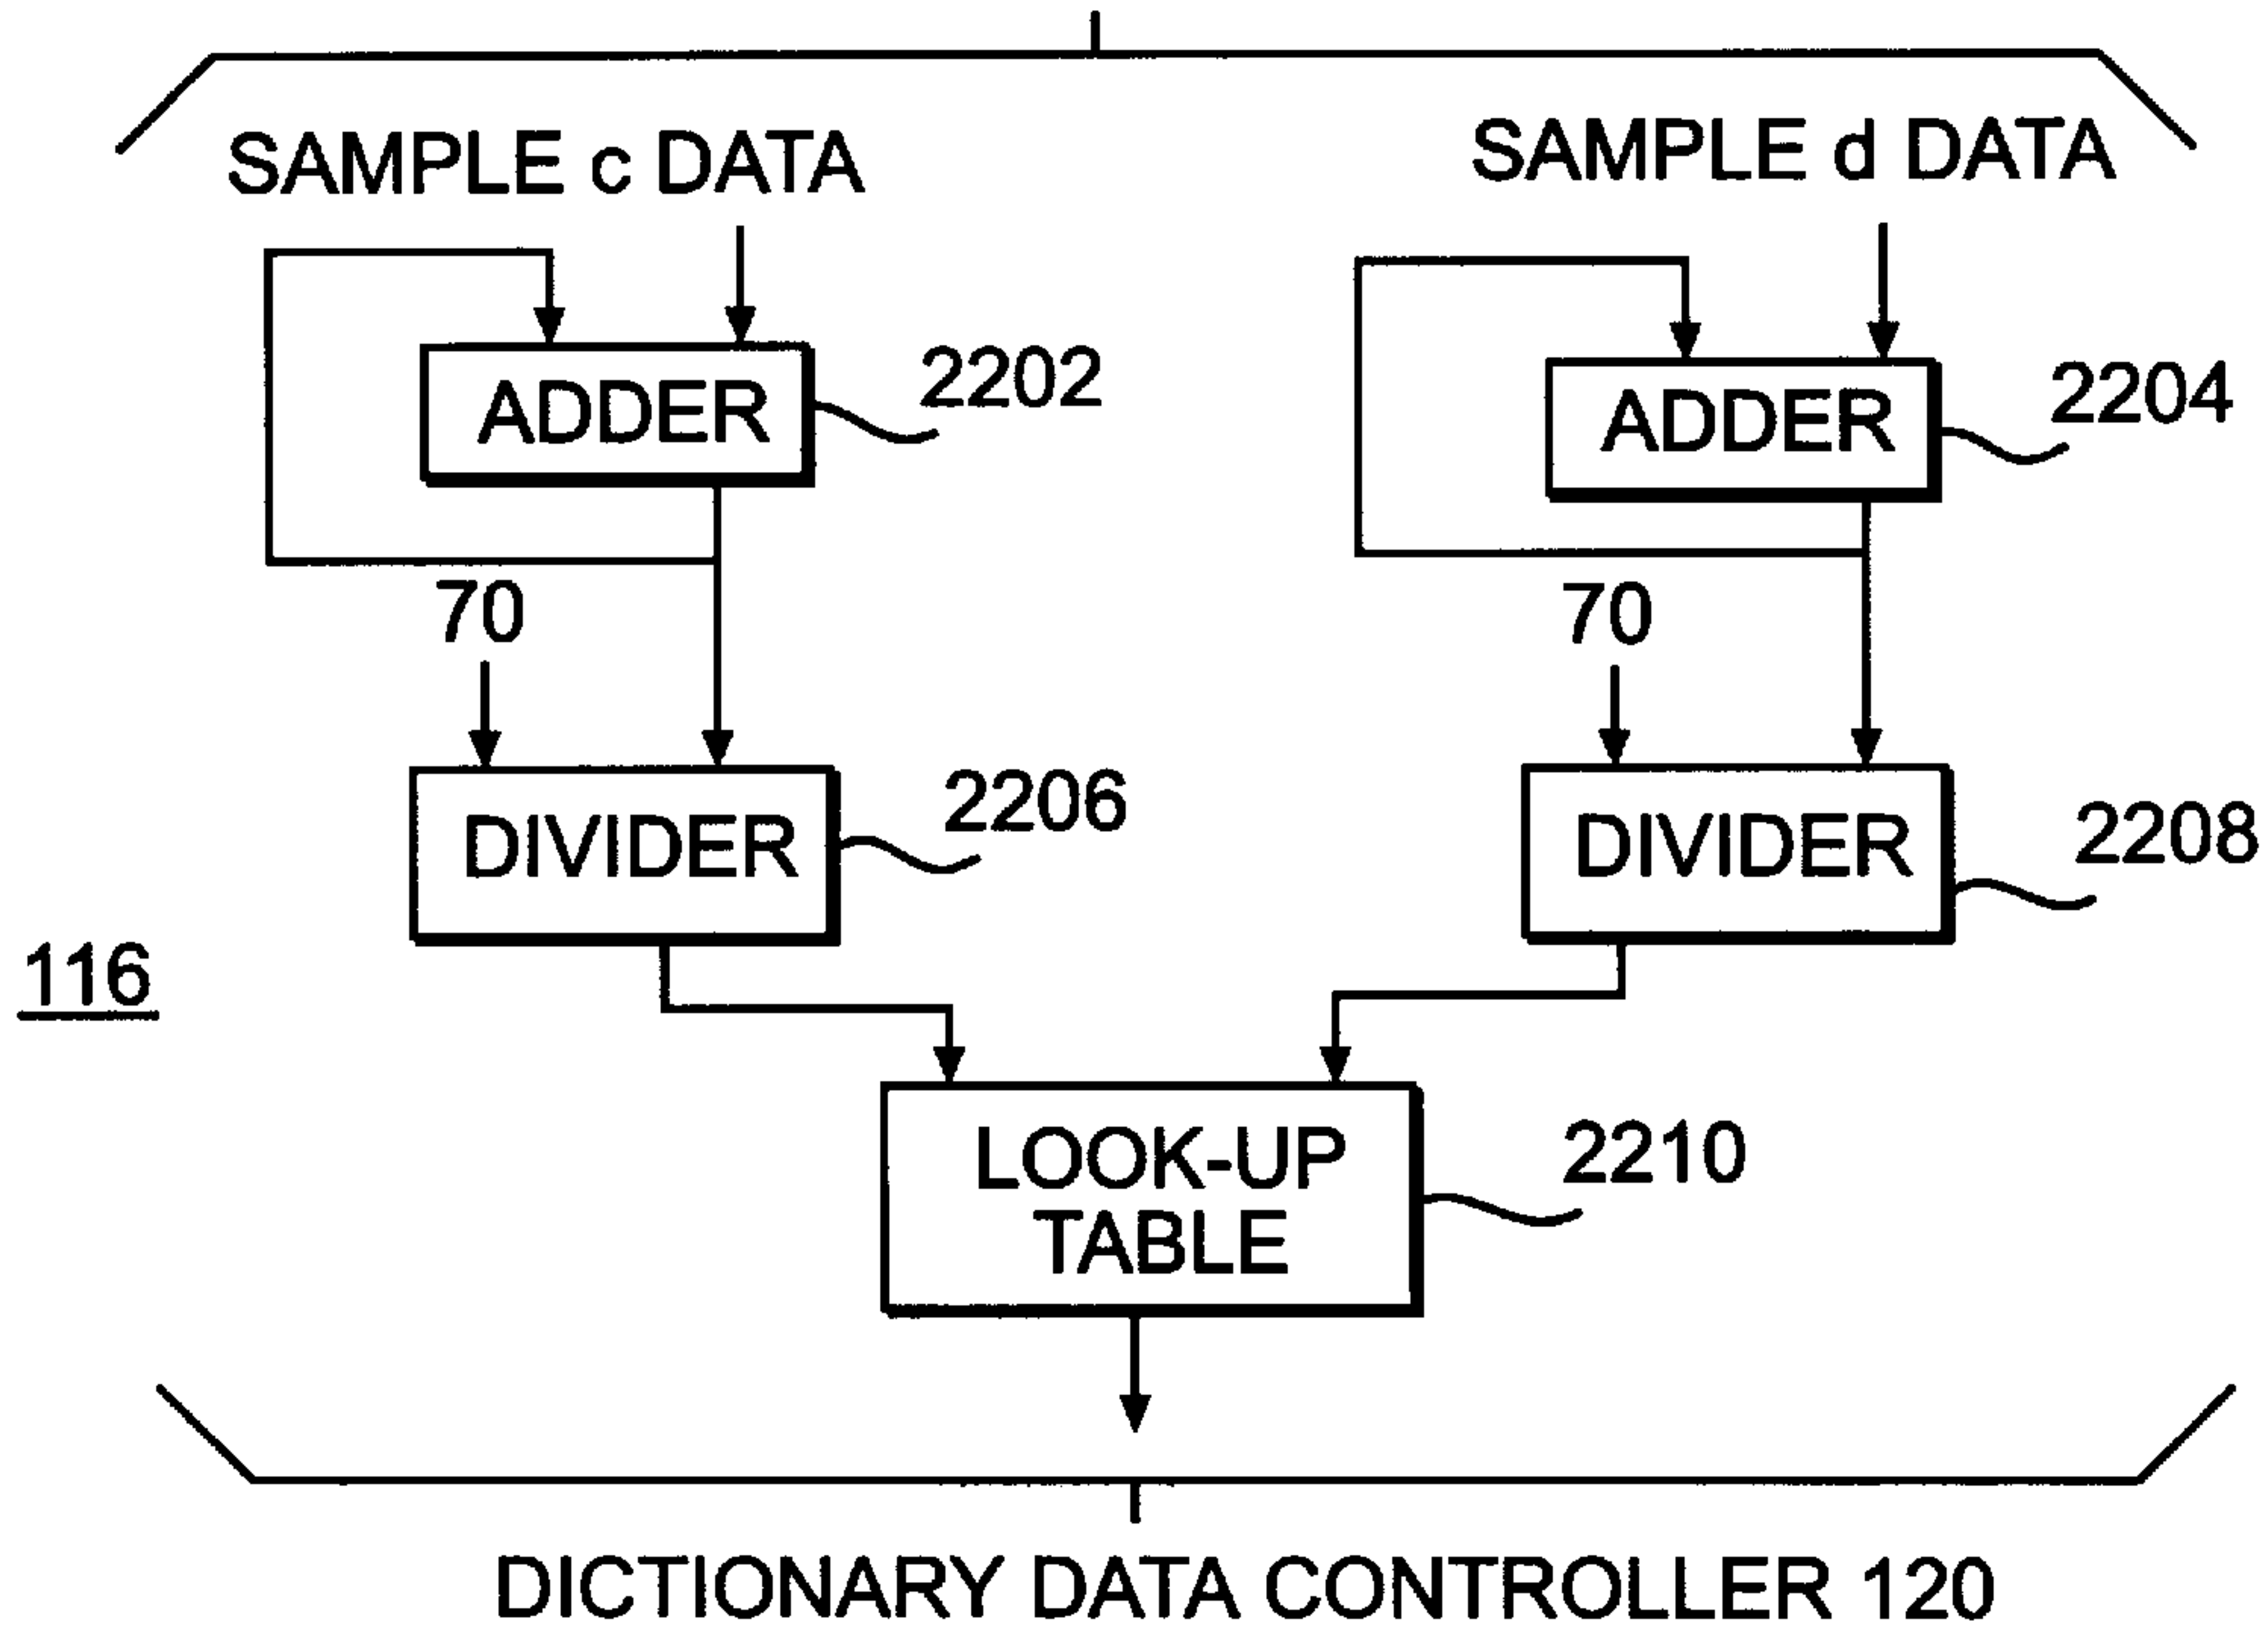 SAMPLE c DATA
SAMPLE d DATA
ADDER
2202
ADDER
2204
70
70
DIVIDER
2206
DIVIDER
2208
116
LOOK-UP
TABLE
2210
DICTIONARY DATA CONTROLLER 120